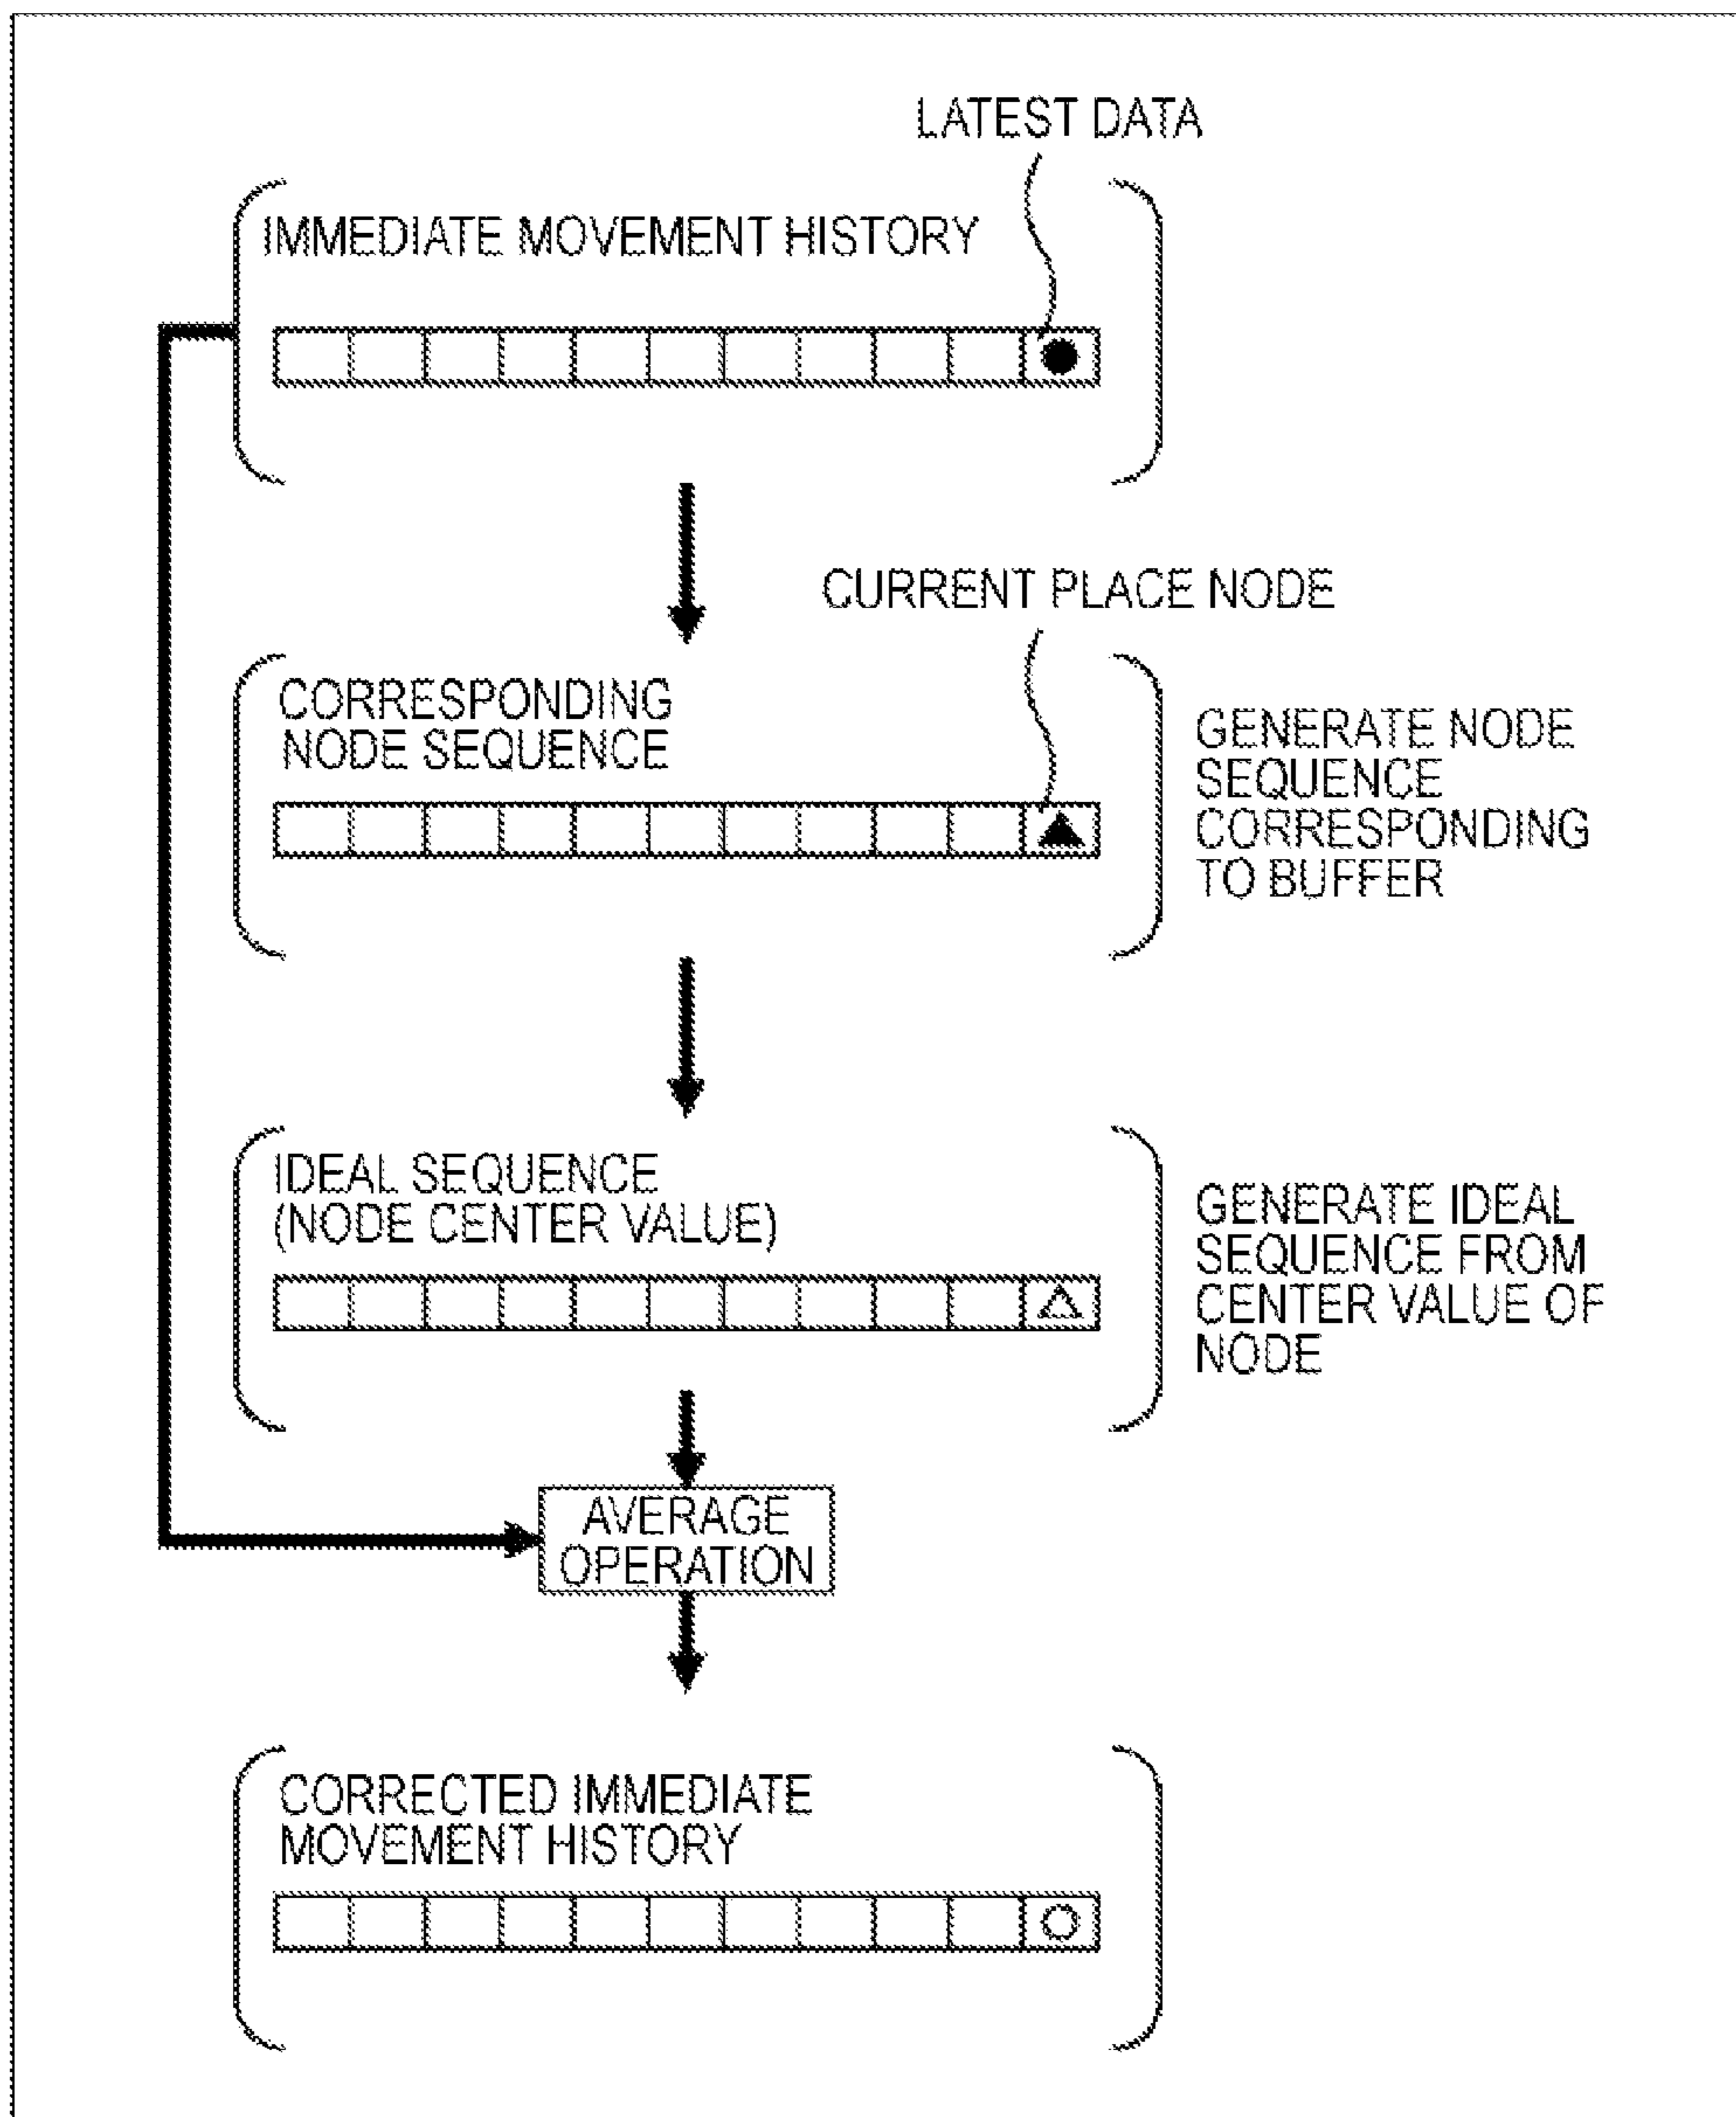 LATEST DATA
IMMEDIATE MOVEMENT HISTORY
CURRENT PLACE NODE
CORRESPONDING
NODE SEQUENCE
GENERATE NODE
SEQUENCE
CORRESPONDING
TO BUFFER
IDEAL SEQUENCE
(NODE CENTER VALUE)
GENERATE IDEAL
SEQUENCE FROM
CENTER VALUE OF
NODE
AVERAGE
OPERATION
CORRECTED IMMEDIATE
MOVEMENT HISTORY